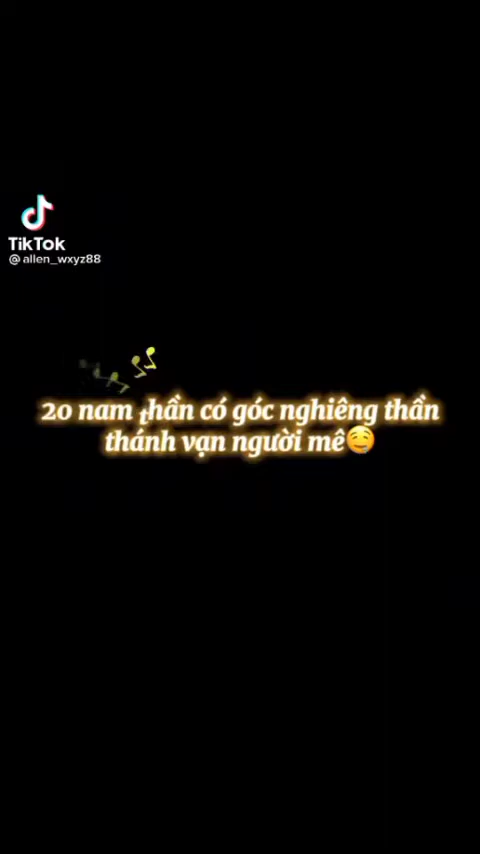 TikTok
@allen_wxyz88
20 nam thần có góc nghiêng thần
thánh vạn người mê🤤